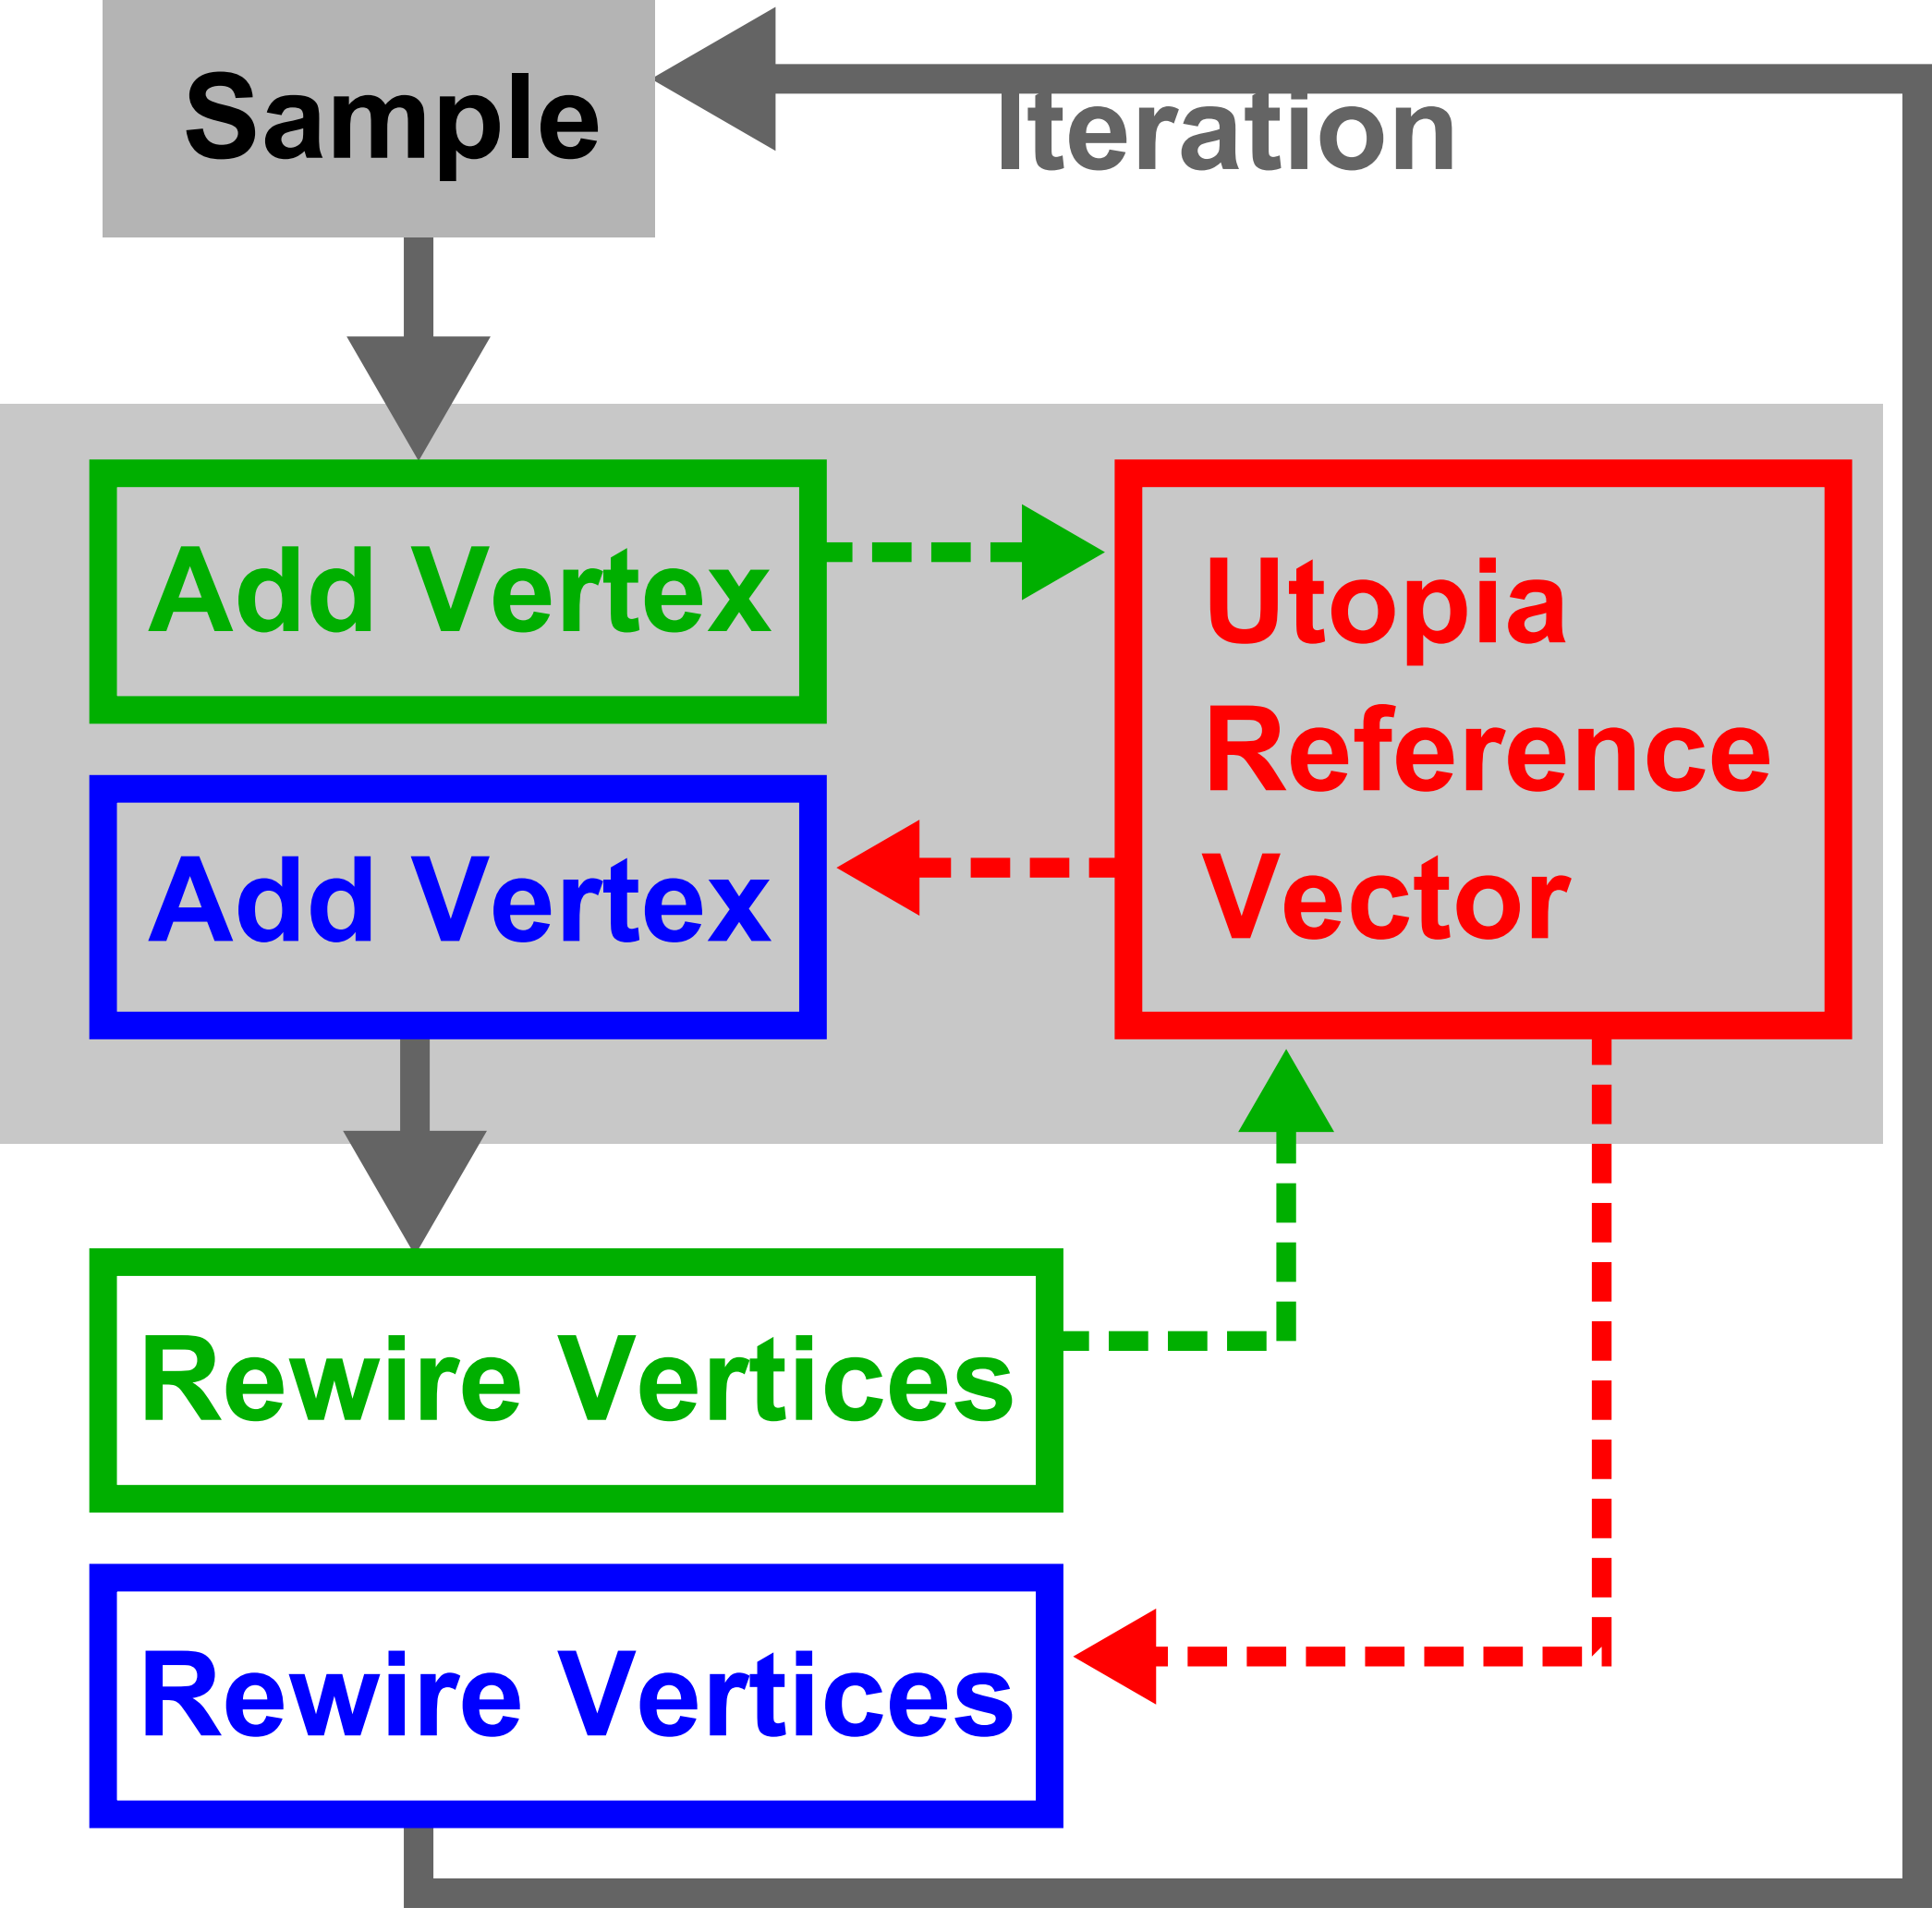 Sample
Iteration
Add Vertex
Utopia
Reference
Vector
Add Vertex
Rewire Vertices
Rewire Vertices